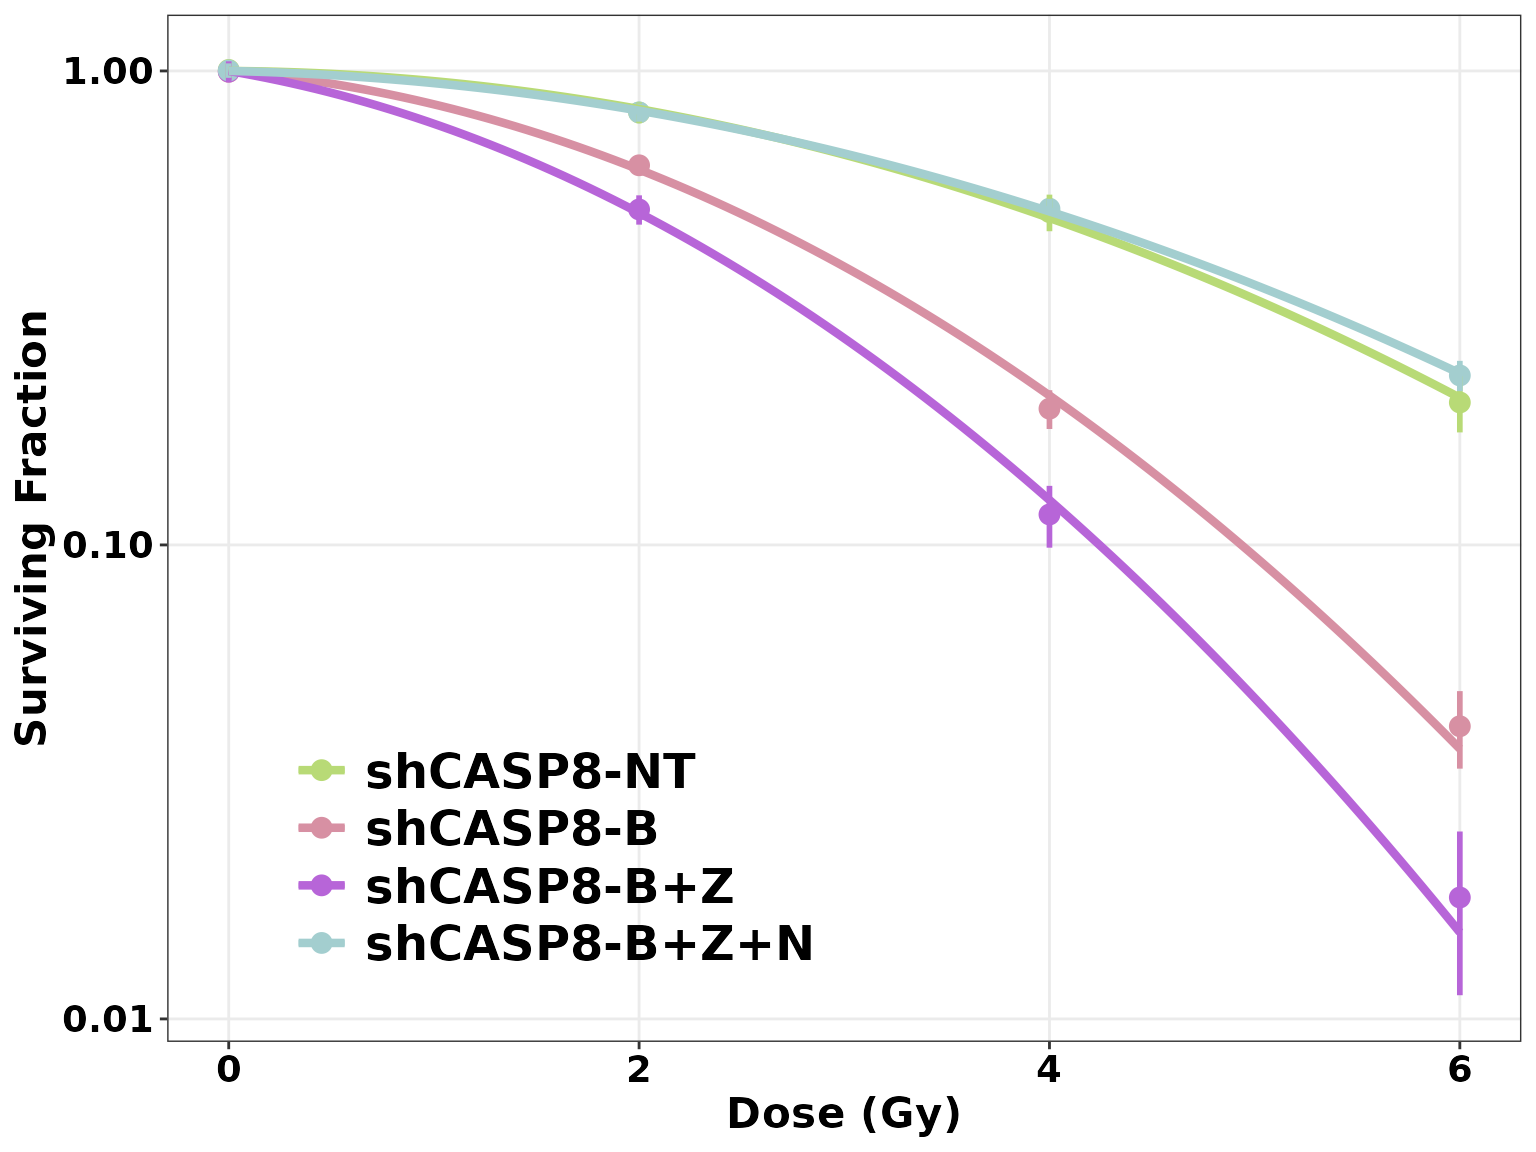 Surviving Fraction
1.00
0.10
0.01
shCASP8-NT
shCASP8-B
shCASP8-B+Z
shCASP8-B+Z+N
0 2 4 6
Dose (Gy)